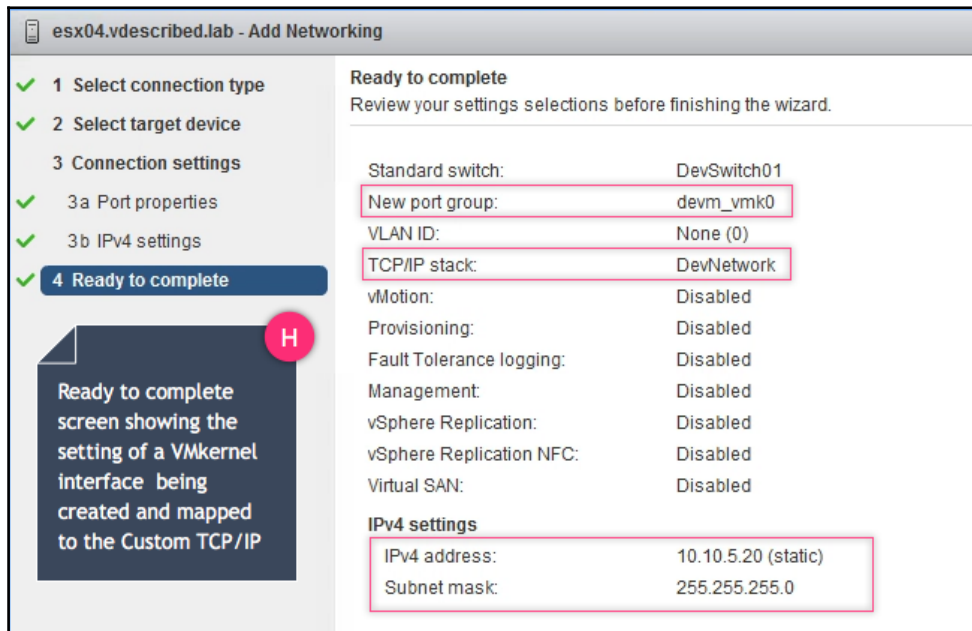 esx04.vdescribed.lab - Add Networking
1 Select connection type
2 Select target device
3 Connection settings
3a Port properties
3b IPv4 settings
4 Ready to complete
H
Ready to complete
screen showing the
setting of a VMkernel
interface being
created and mapped
to the Custom TCP/IP
Ready to complete
Review your settings selections before finishing the wizard.
Standard switch: DevSwitch01
New port group: devm_vmk0
VLAN ID: None (0)
TCP/IP stack: DevNetwork
vMotion: Disabled
Provisioning: Disabled
Fault Tolerance logging: Disabled
Management: Disabled
vSphere Replication: Disabled
vSphere Replication NFC: Disabled
Virtual SAN: Disabled
IPv4 settings
IPv4 address: 10.10.5.20 (static)
Subnet mask: 255.255.255.0